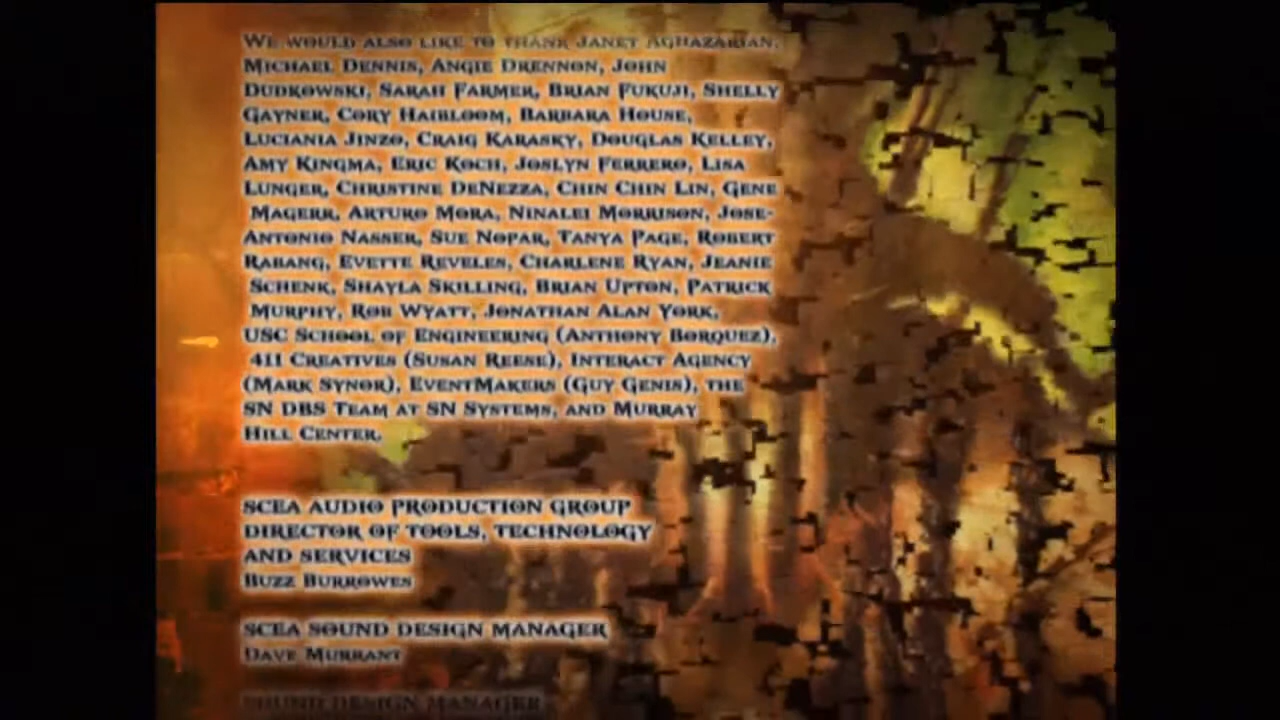 WE WOULD ALSO LIKE TO THANK JANET AGHAZARIAN,
MICHAEL DENNIS, ANGIE DRENNON, JOHN
DUDKOWSKI, SARAH FARMER, BRIAN FUKUJI, SHELLY
GAYNER, CORY HAIBLOOM, BARBARA HOUSE,
LUCIANIA JINZO, CRAIG KARASKY, DOUGLAS KELLEY,
AMY KINGMA, ERIC KOCH, JOSLYN FERRERO, LISA
LUNGER, CHRISTINE DENEZZA, CHIN CHIN LIN, GENE
MAGERR, ARTURO MORA, NINALEI MORRISON, JOSE-
ANTONIO NASSER, SUE NOPAR, TANYA PAGE, ROBERT
RABANG, EVETTE REVELES, CHARLENE RYAN, JEANIE
SCHENK, SHAYLA SKILLING, BRIAN UPTON, PATRICK
MURPHY, ROB WYATT, JONATHAN ALAN YORK,
USC SCHOOL OF ENGINEERING (ANTHONY BORQUEZ),
411 CREATIVES (SUSAN REESE), INTERACT AGENCY
(MARK SYNOR), EVENTMAKERS (GUY GENIS), THE
SN DBS TEAM AT SN SYSTEMS, AND MURRAY
HILL CENTER.
SCEA AUDIO PRODUCTION GROUP
DIRECTOR OF TOOLS, TECHNOLOGY
AND SERVICES
BUZZ BURROWES
SCEA SOUND DESIGN MANAGER
DAVE MURRANT
SOUND DESIGN MANAGER